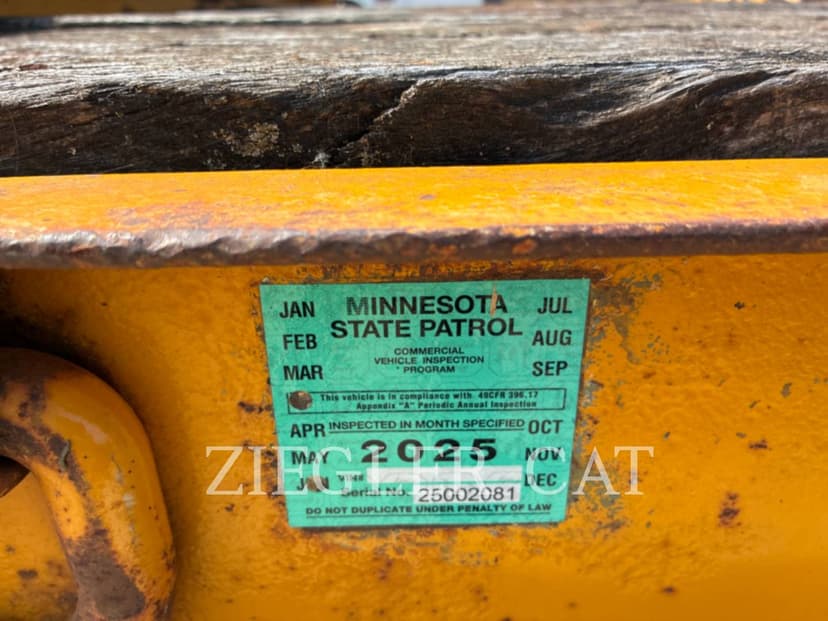 JAN MINNESOTA JUL
FEB STATE PATROL AUG
MAR COMMERCIAL SEP
VEHICLE INSPECTION
PROGRAM
This vehicle is in compliance with 49CFR 396.17
Appendix "A" Periodic Annual Inspection
APR INSPECTED IN MONTH SPECIFIED OCT
MAY 2025 NOV
JUN VIN# DEC
Serial No. 25002081
DO NOT DUPLICATE UNDER PENALTY OF LAW
ZIEGLER CAT